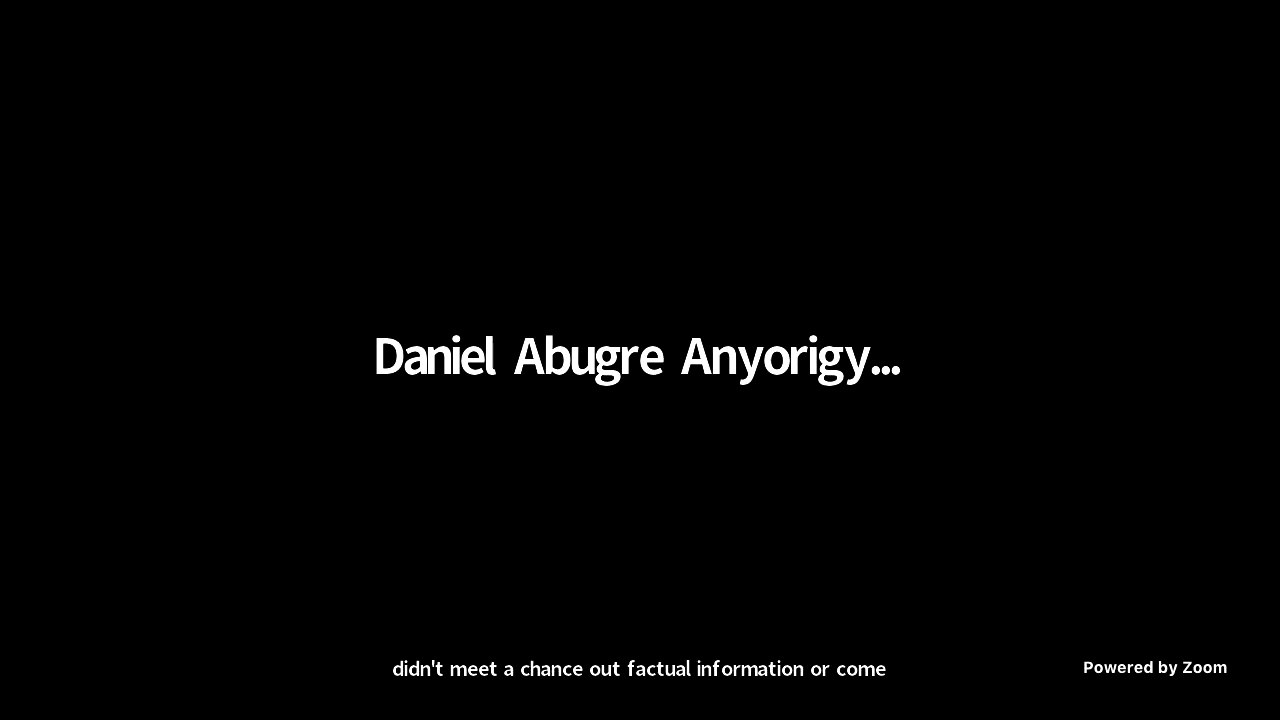 Daniel Abugre Anyorigy...
didn't meet a chance out factual information or come
Powered by Zoom